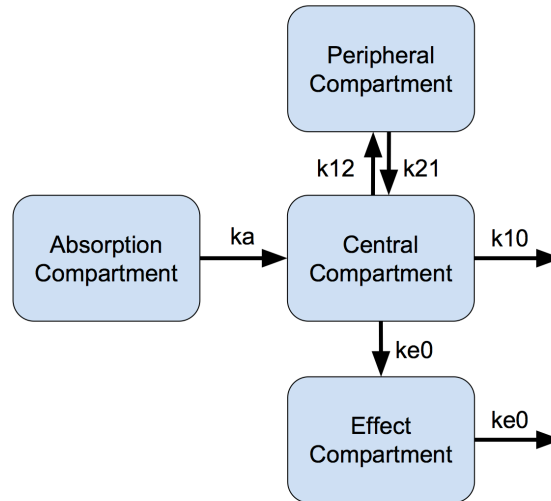 Peripheral
Compartment
k12
k21
Absorption
Compartment
ka
Central
Compartment
k10
ke0
Effect
Compartment
ke0